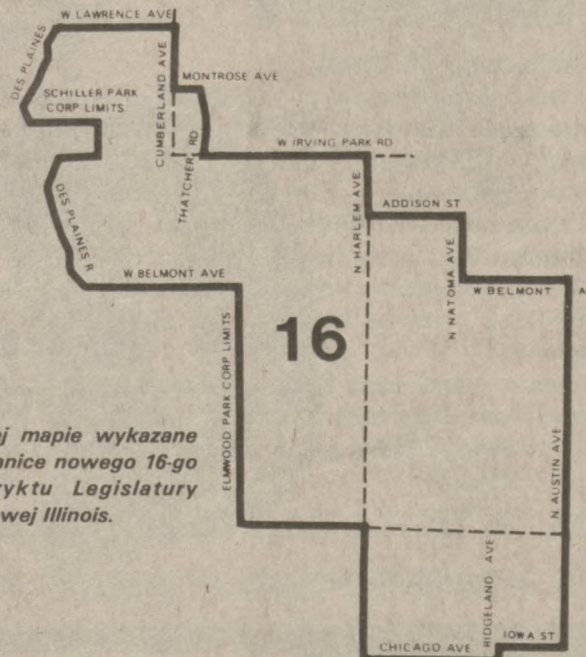 W LAWRENCE AVE
DES PLAINES
SCHILLER PARK
CORP LIMITS
CUMBERLAND AVE
MONTROSE AVE
THATCHER RD
W IRVING PARK RD
DES PLAINES R
N HARLEM AVE
ADDISON ST
N NATOMA AVE
W BELMONT AVE
W BELMONT A
16
ELMWOOD PARK CORP LIMITS
j mapie wykazane
nice nowego 16-go
yktu Legislatury
wej Illinois.
N AUSTIN AVE
RIDGELAND AVE
IOWA ST
CHICAGO AVE